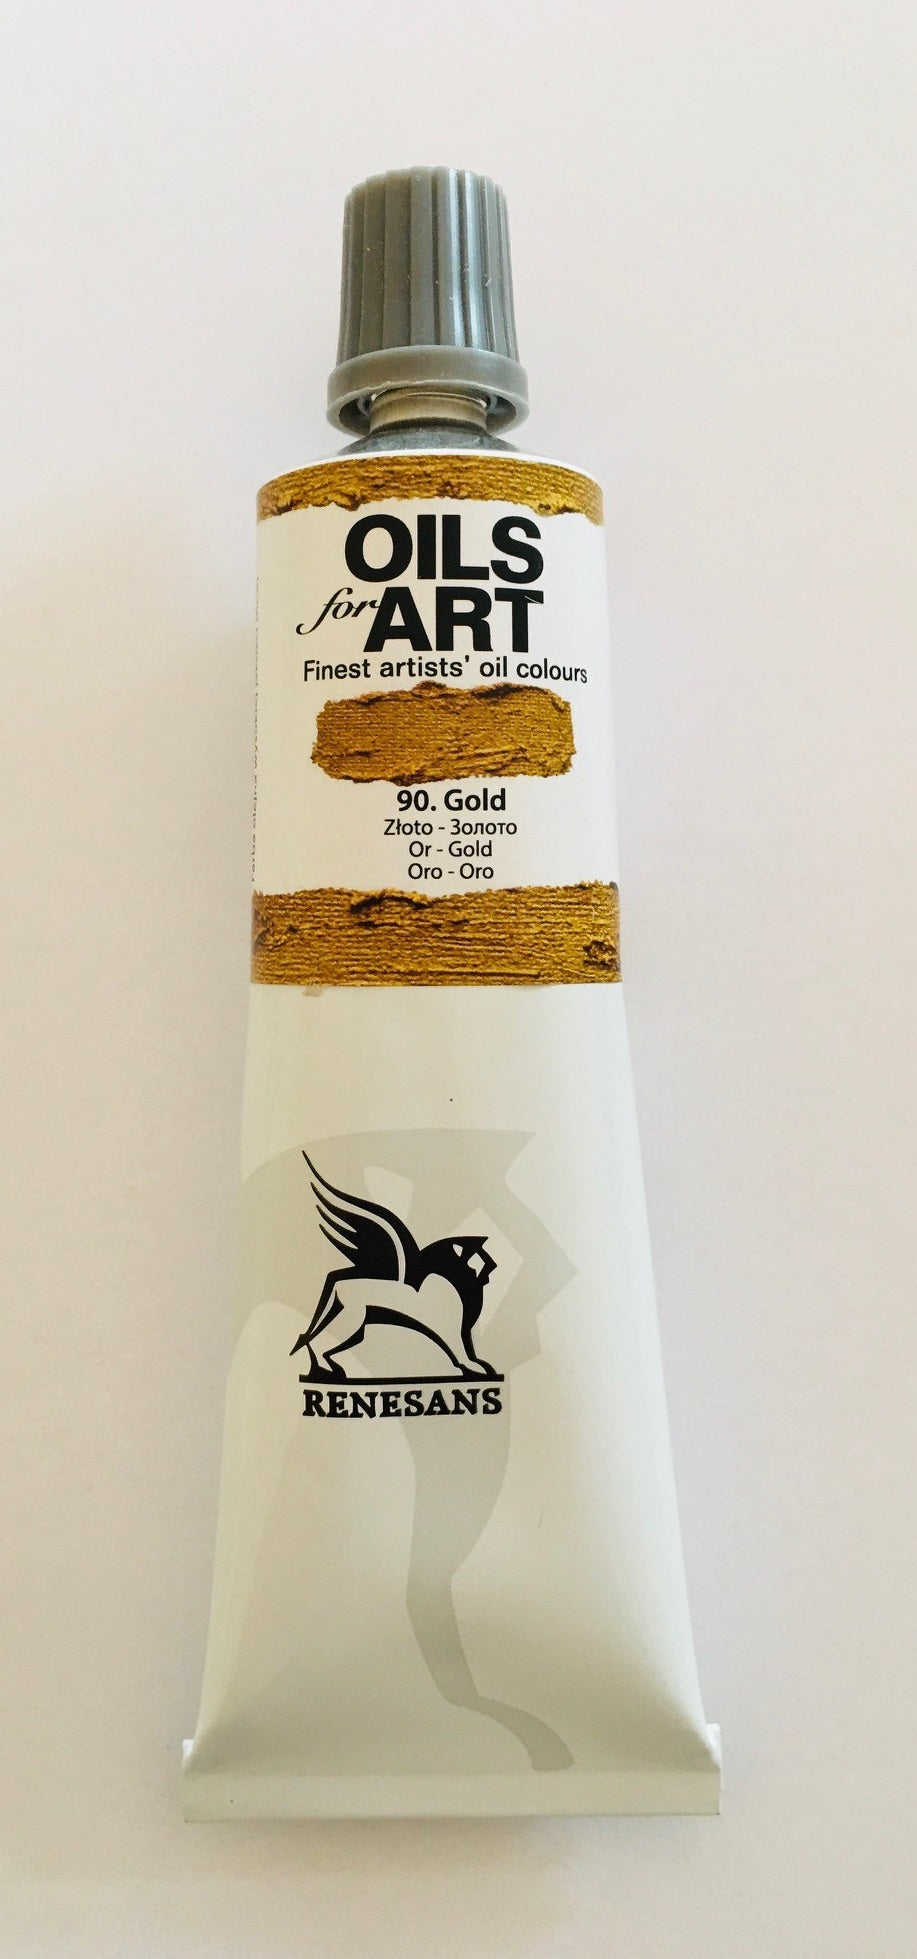 OILS
for ART
Finest artists' oil colours
90. Gold
Złoto - Золото
Or - Gold
Oro - Oro
RENESANS